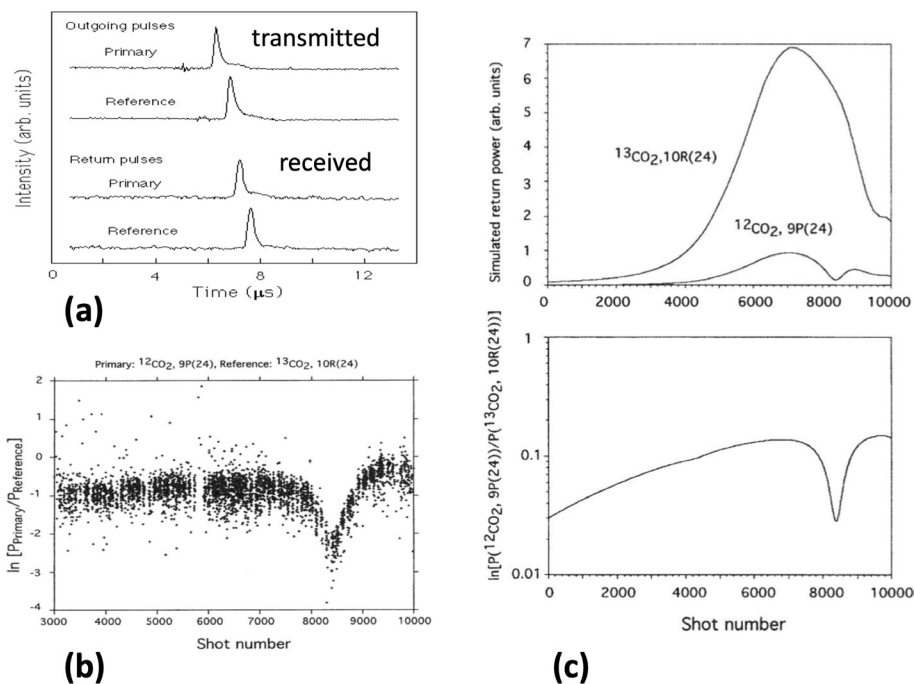 Outgoing pulses
transmitted
Primary
Reference
Return pulses
received
Primary
Reference
Intensity (arb. units)
0 4 8 12
Time (μs)
(a)
Primary: ¹²CO₂, 9P(24), Reference: ¹³CO₂, 10R(24)
2
1
0
-1
-2
-3
-4
ln [PPrimary/PReference]
3000 4000 5000 6000 7000 8000 9000 10000
Shot number
(b)
7
6
5
4
3
2
1
0
Simulated return power (arb. units)
¹³CO₂,10R(24)
¹²CO₂, 9P(24)
0 2000 4000 6000 8000 10000
1
0.1
0.01
ln[P(¹²CO₂, 9P(24))/P(¹³CO₂, 10R(24))]
0 2000 4000 6000 8000 10000
Shot number
(c)